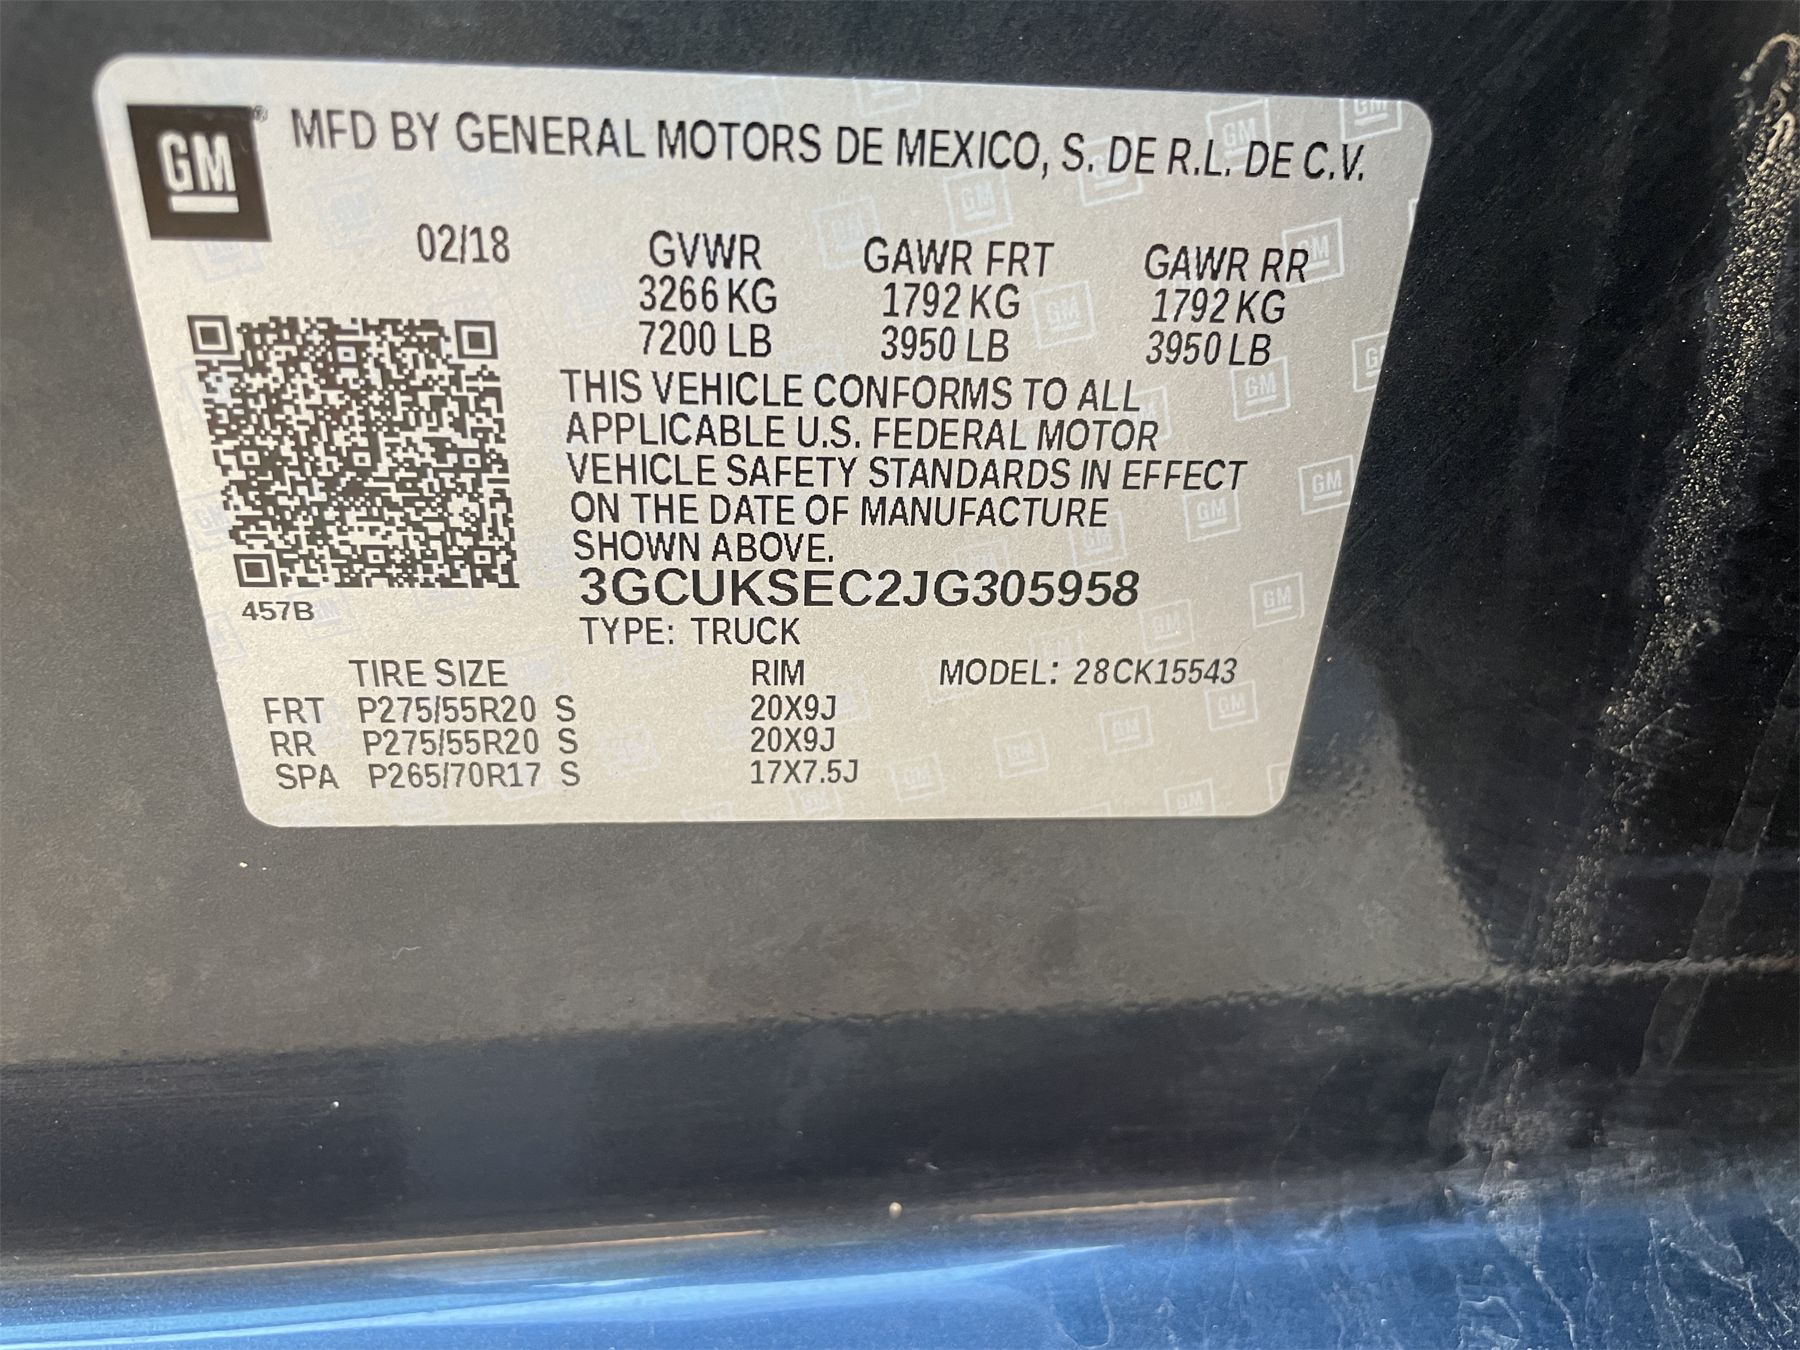 GM ® MFD BY GENERAL MOTORS DE MEXICO, S. DE R.L. DE C.V.
02/18 GVWR GAWR FRT GAWR RR
3266 KG 1792 KG 1792 KG
7200 LB 3950 LB 3950 LB
THIS VEHICLE CONFORMS TO ALL
APPLICABLE U.S. FEDERAL MOTOR
VEHICLE SAFETY STANDARDS IN EFFECT
ON THE DATE OF MANUFACTURE
SHOWN ABOVE.
3GCUKSEC2JG305958
457B
TYPE: TRUCK
TIRE SIZE RIM MODEL: 28CK15543
FRT P275/55R20 S 20X9J
RR P275/55R20 S 20X9J
SPA P265/70R17 S 17X7.5J